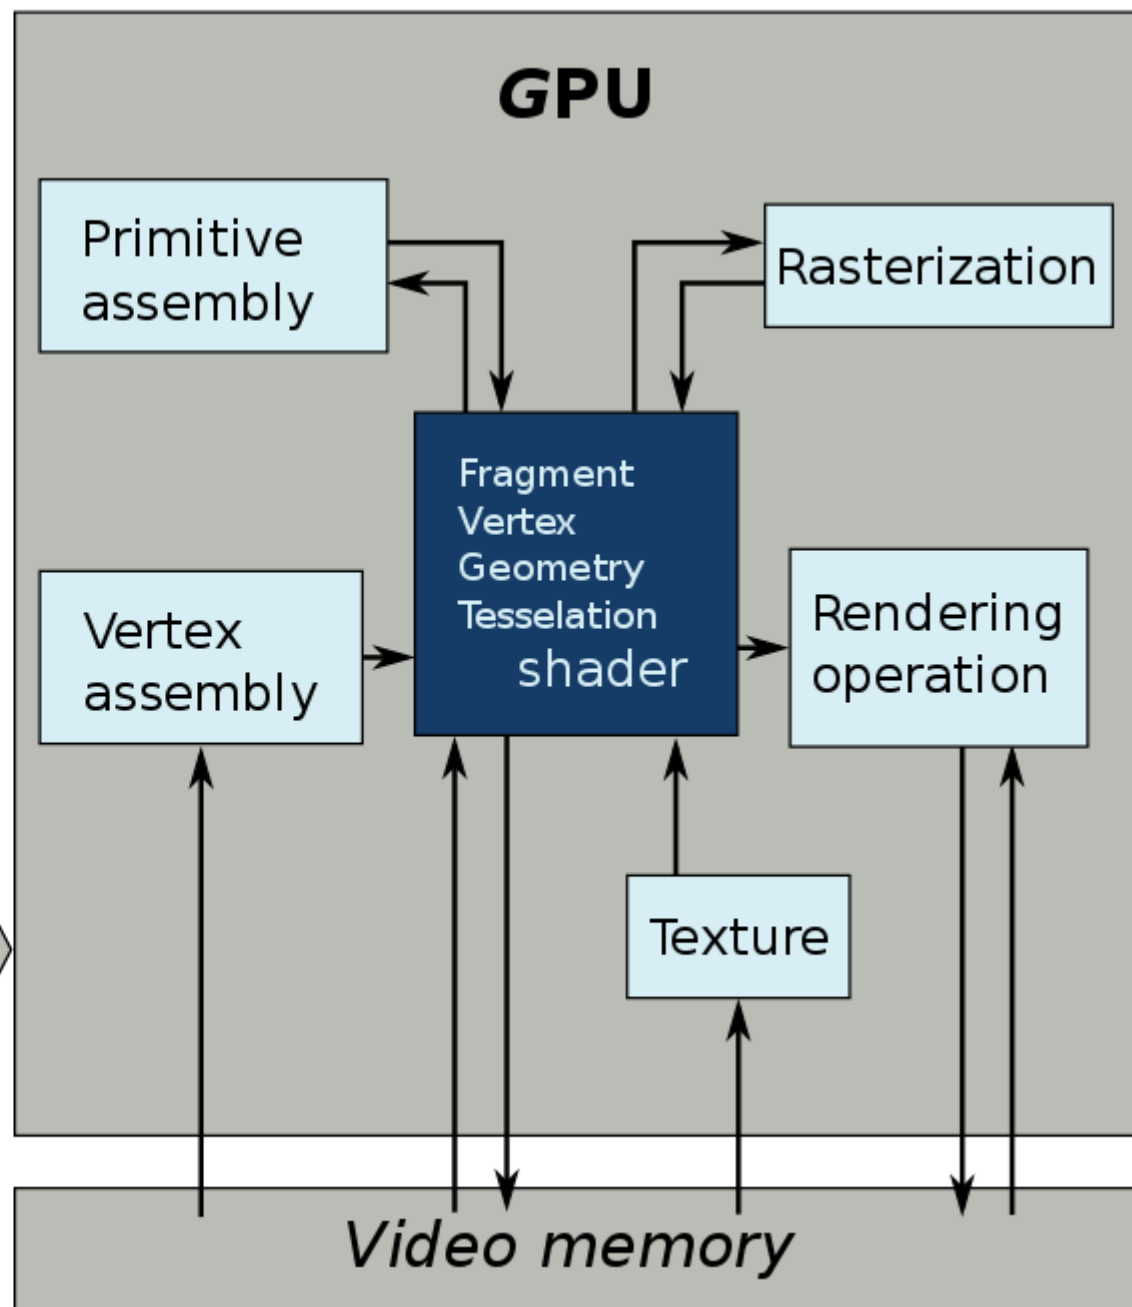 GPU
Primitive
assembly
Rasterization
Fragment
Vertex
Geometry
Tesselation
shader
Vertex
assembly
Rendering
operation
Texture
Video memory